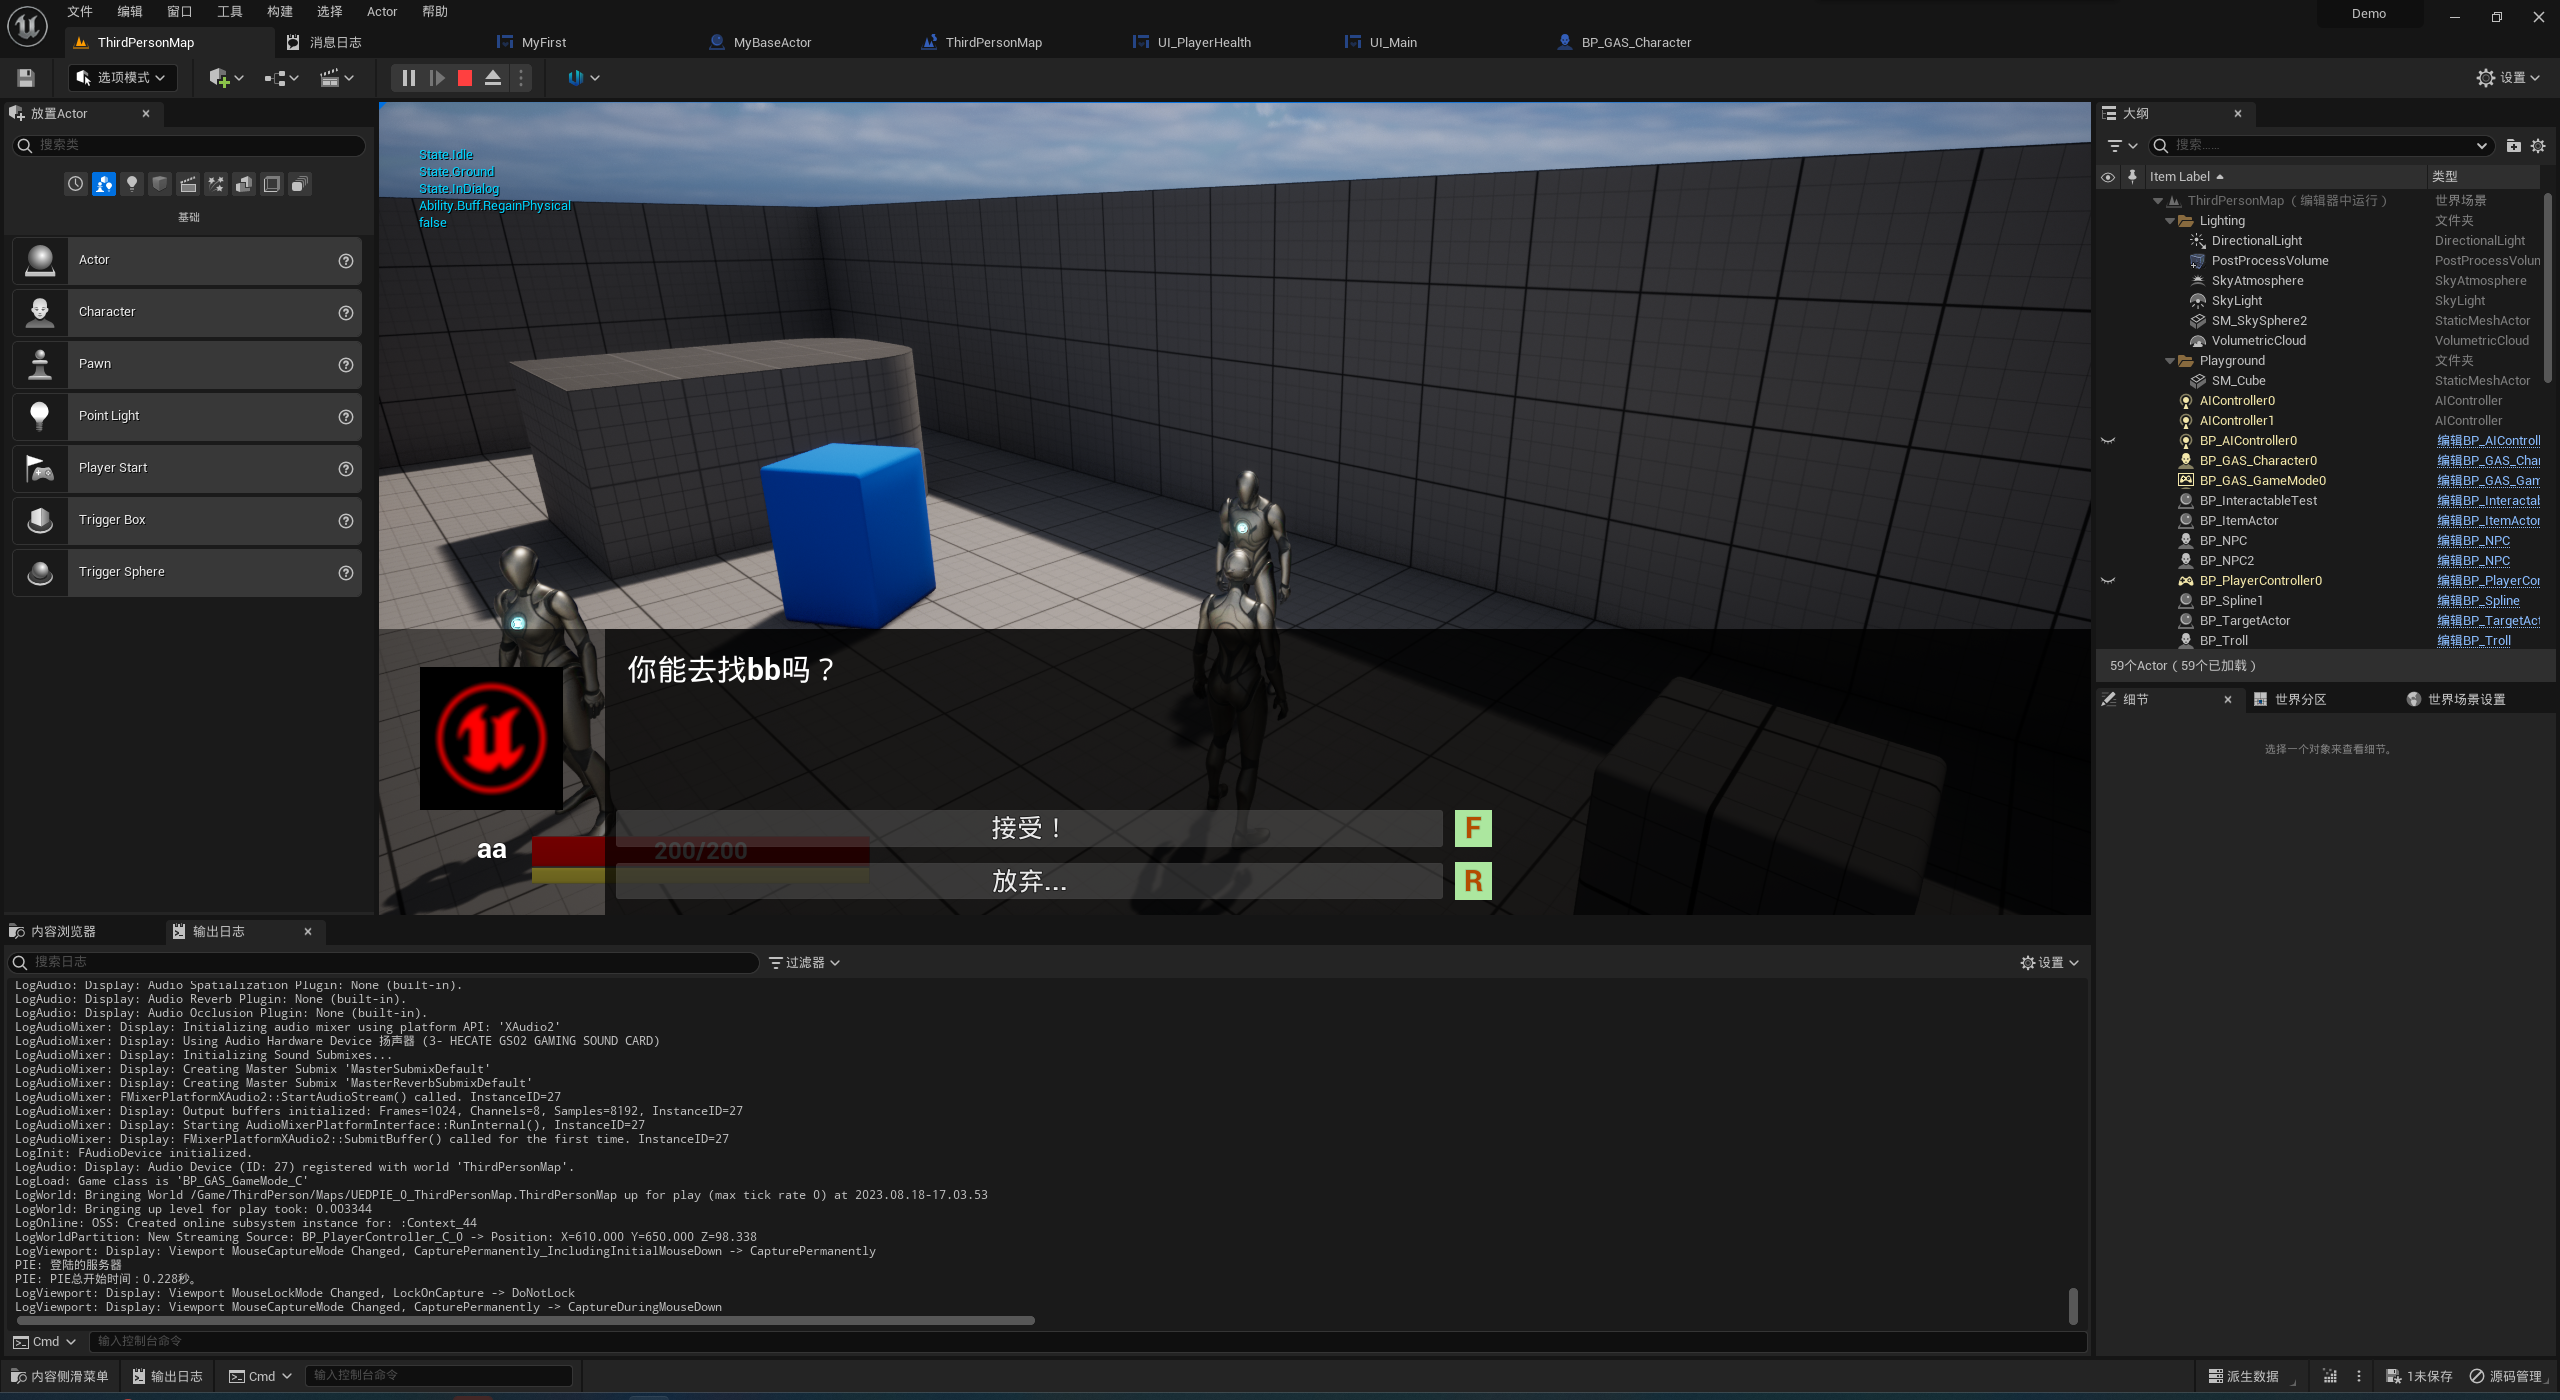 文件 编辑 窗口 工具 构建 选择 Actor 帮助 Demo
ThirdPersonMap 消息日志 MyFirst MyBaseActor ThirdPersonMap UI_PlayerHealth UI_Main BP_GAS_Character
选项模式 设置
放置Actor
搜索类
基础
Actor
Character
Pawn
Point Light
Player Start
Trigger Box
Trigger Sphere
State.Idle
State.Ground
State.InDialog
Ability.Buff.RegainPhysical
false
你能去找bb吗？
接受！ F
aa 200/200
放弃... R
大纲
搜索......
Item Label 类型
ThirdPersonMap（编辑器中运行） 世界场景
Lighting 文件夹
DirectionalLight DirectionalLight
PostProcessVolume PostProcessVolun
SkyAtmosphere SkyAtmosphere
SkyLight SkyLight
SM_SkySphere2 StaticMeshActor
VolumetricCloud VolumetricCloud
Playground 文件夹
SM_Cube StaticMeshActor
AIController0 AIController
AIController1 AIController
BP_AIController0 编辑BP_AIControll
BP_GAS_Character0 编辑BP_GAS_Char
BP_GAS_GameMode0 编辑BP_GAS_Gam
BP_InteractableTest 编辑BP_Interactab
BP_ItemActor 编辑BP_ItemActor
BP_NPC 编辑BP_NPC
BP_NPC2 编辑BP_NPC
BP_PlayerController0 编辑BP_PlayerCor
BP_Spline1 编辑BP_Spline
BP_TargetActor 编辑BP_TargetAct
BP_Troll 编辑BP_Troll
59个Actor（59个已加载）
细节 世界分区 世界场景设置
选择一个对象来查看细节。
内容浏览器 输出日志
搜索日志 过滤器 设置
LogAudio: Display: Audio Spatialization Plugin: None (built-in).
LogAudio: Display: Audio Reverb Plugin: None (built-in).
LogAudio: Display: Audio Occlusion Plugin: None (built-in).
LogAudioMixer: Display: Initializing audio mixer using platform API: 'XAudio2'
LogAudioMixer: Display: Using Audio Hardware Device 扬声器 (3- HECATE GS02 GAMING SOUND CARD)
LogAudioMixer: Display: Initializing Sound Submixes...
LogAudioMixer: Display: Creating Master Submix 'MasterSubmixDefault'
LogAudioMixer: Display: Creating Master Submix 'MasterReverbSubmixDefault'
LogAudioMixer: FMixerPlatformXAudio2::StartAudioStream() called. InstanceID=27
LogAudioMixer: Display: Output buffers initialized: Frames=1024, Channels=8, Samples=8192, InstanceID=27
LogAudioMixer: Display: Starting AudioMixerPlatformInterface::RunInternal(), InstanceID=27
LogAudioMixer: Display: FMixerPlatformXAudio2::SubmitBuffer() called for the first time. InstanceID=27
LogInit: FAudioDevice initialized.
LogAudio: Display: Audio Device (ID: 27) registered with world 'ThirdPersonMap'.
LogLoad: Game class is 'BP_GAS_GameMode_C'
LogWorld: Bringing World /Game/ThirdPerson/Maps/UEDPIE_0_ThirdPersonMap.ThirdPersonMap up for play (max tick rate 0) at 2023.08.18-17.03.53
LogWorld: Bringing up level for play took: 0.003344
LogOnline: OSS: Created online subsystem instance for: :Context_44
LogWorldPartition: New Streaming Source: BP_PlayerController_C_0 -> Position: X=610.000 Y=650.000 Z=98.338
LogViewport: Display: Viewport MouseCaptureMode Changed, CapturePermanently_IncludingInitialMouseDown -> CapturePermanently
PIE: 登陆的服务器
PIE: PIE总开始时间：0.228秒。
LogViewport: Display: Viewport MouseLockMode Changed, LockOnCapture -> DoNotLock
LogViewport: Display: Viewport MouseCaptureMode Changed, CapturePermanently -> CaptureDuringMouseDown
Cmd 输入控制台命令
内容侧滑菜单 输出日志 Cmd 输入控制台命令 派生数据 1未保存 源码管理